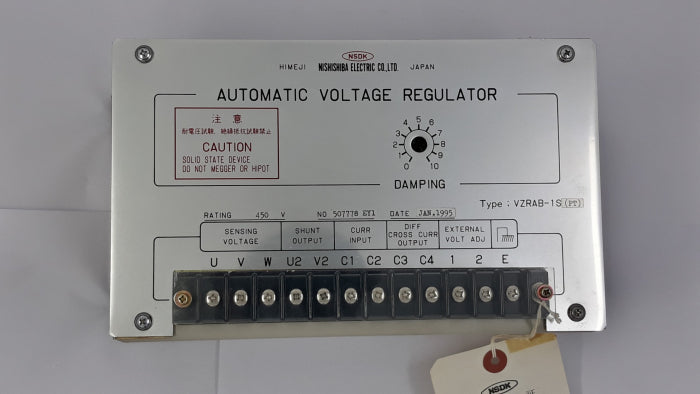 NSDK
HIMEJI NISHISHIBA ELECTRIC CO.,LTD. JAPAN
AUTOMATIC VOLTAGE REGULATOR
注 意
耐電圧試験、絶縁抵抗試験禁止
CAUTION
SOLID STATE DEVICE
DO NOT MEGGER OR HIPOT
0 1 2 3 4 5 6 7 8 9 10
DAMPING
Type : VZRAB-1S (PT)
RATING 450 V NO 507778 EY1 DATE JAN.1995
SENSING VOLTAGE
SHUNT OUTPUT
CURR INPUT
DIFF CROSS CURR OUTPUT
EXTERNAL VOLT ADJ
U V W U2 V2 C1 C2 C3 C4 1 2 E
NSDK